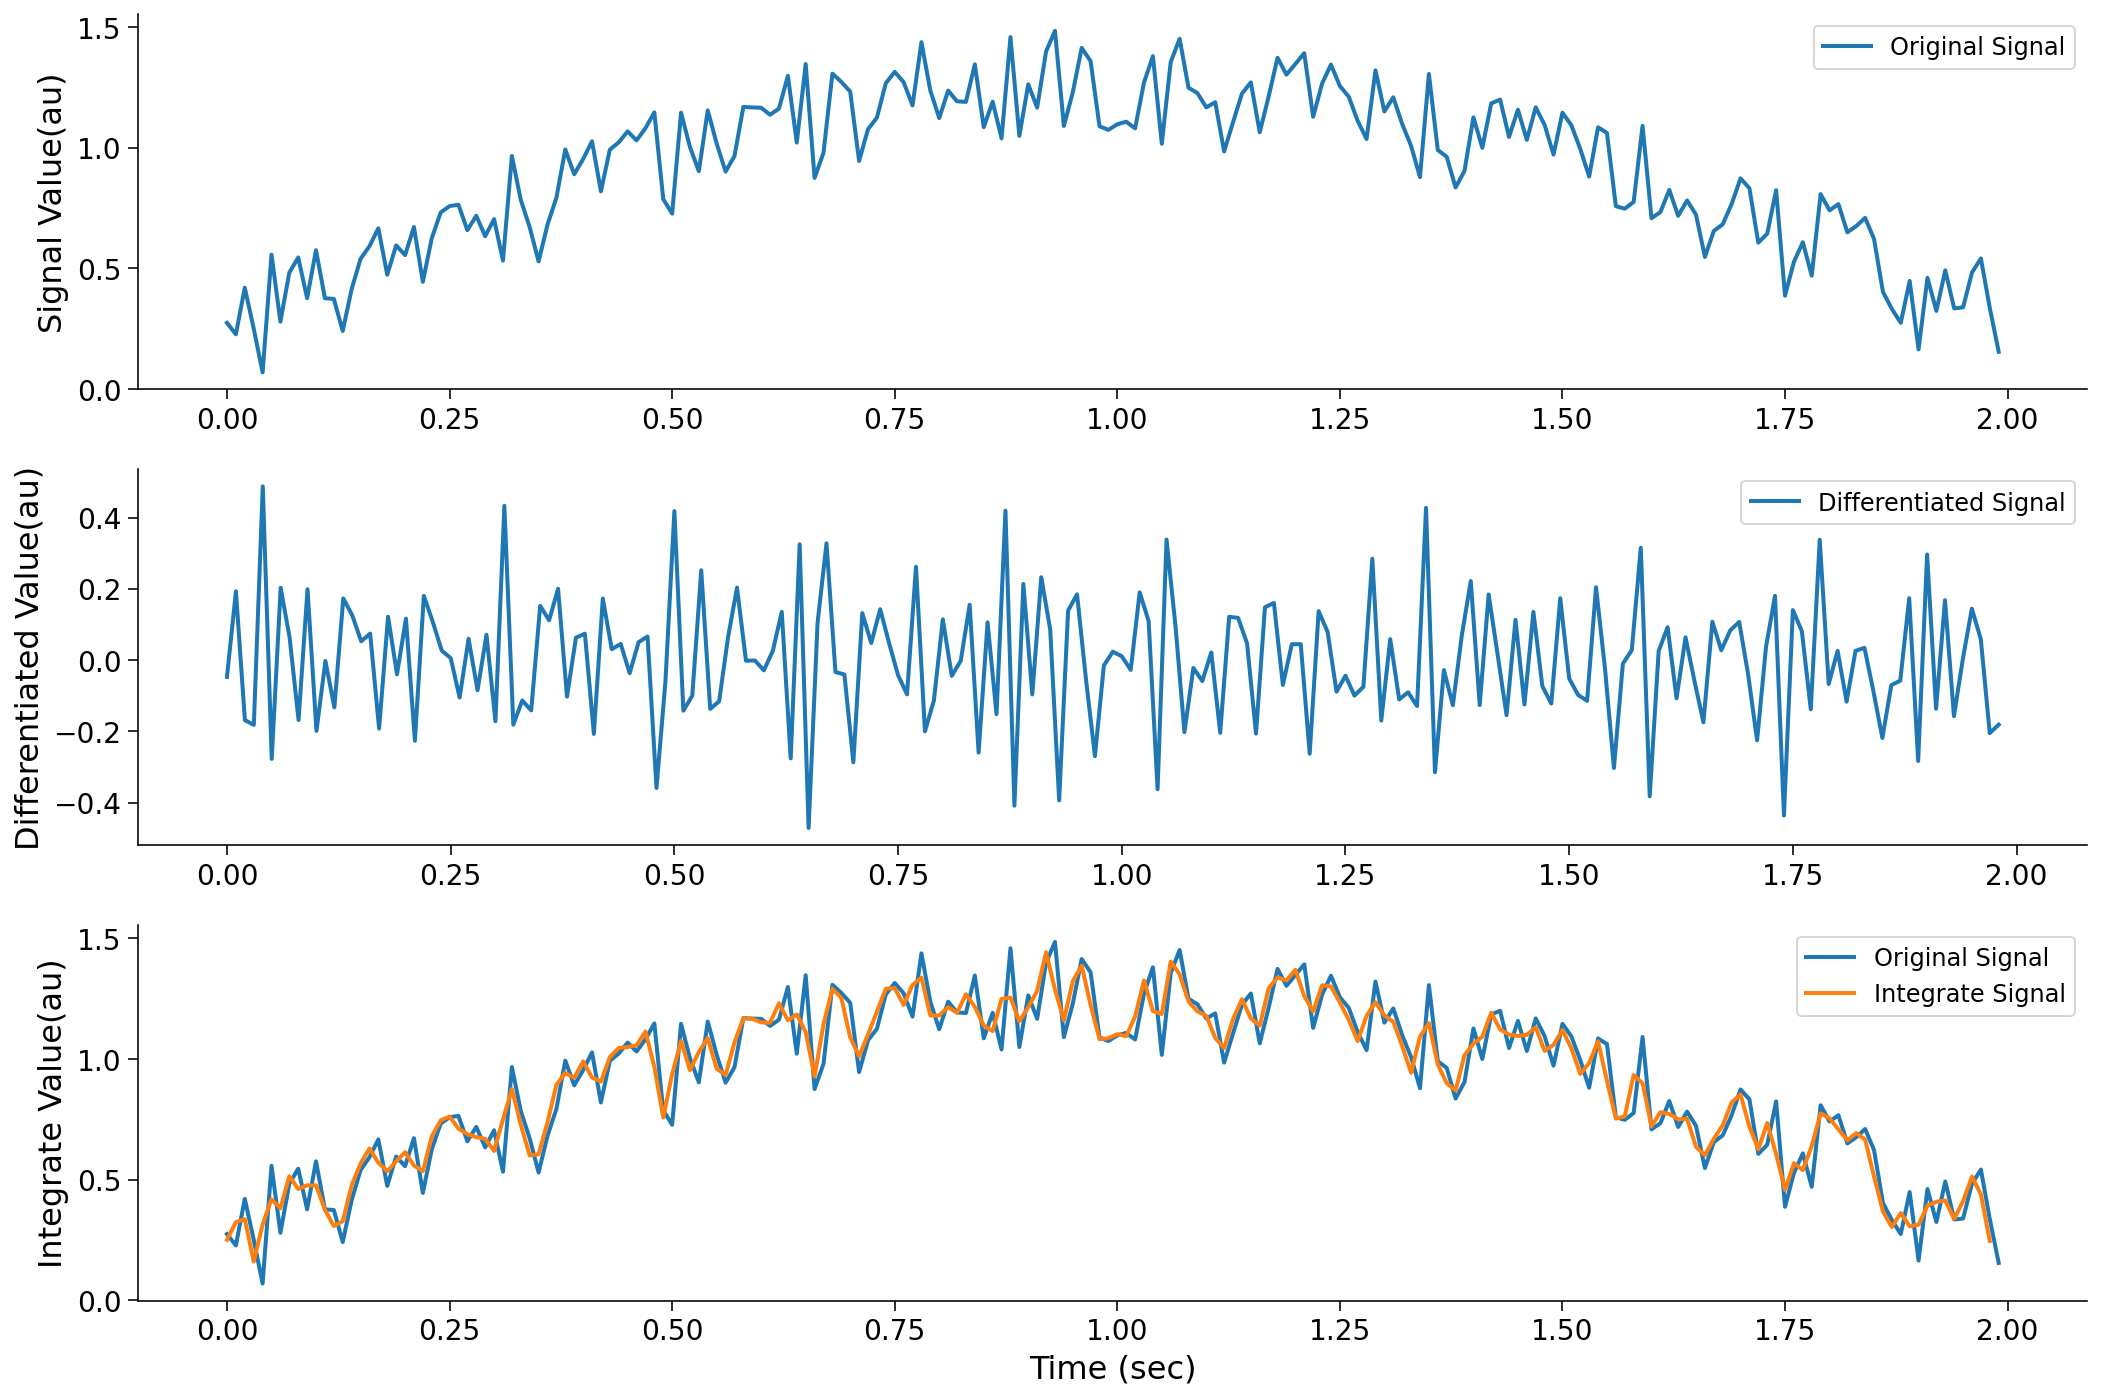 Signal Value(au)
1.5
1.0
0.5
0.0
Original Signal
0.00 0.25 0.50 0.75 1.00 1.25 1.50 1.75 2.00
Differentiated Value(au)
0.4
0.2
0.0
−0.2
−0.4
Differentiated Signal
0.00 0.25 0.50 0.75 1.00 1.25 1.50 1.75 2.00
Integrate Value(au)
1.5
1.0
0.5
0.0
Original Signal
Integrate Signal
0.00 0.25 0.50 0.75 1.00 1.25 1.50 1.75 2.00
Time (sec)